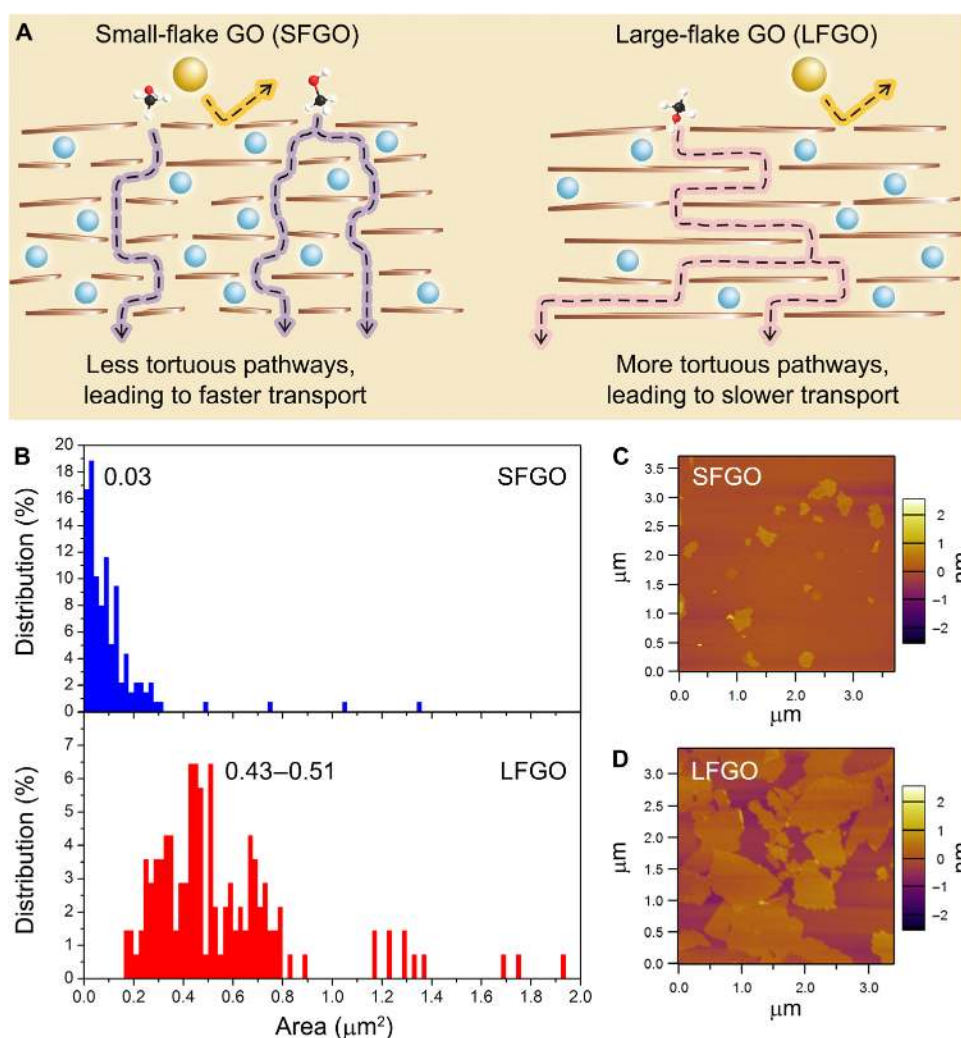 A
Small-flake GO (SFGO)
Large-flake GO (LFGO)
Less tortuous pathways,
leading to faster transport
More tortuous pathways,
leading to slower transport
B
20
18
16
14
12
10
8
6
4
2
0
Distribution (%)
0.03
SFGO
7
6
5
4
3
2
1
0
Distribution (%)
0.43–0.51
LFGO
0.0
0.2
0.4
0.6
0.8
1.0
1.2
1.4
1.6
1.8
2.0
Area (μm²)
C
SFGO
3.5
3.0
2.5
2.0
1.5
1.0
0.5
0.0
μm
0.0
1.0
2.0
3.0
μm
2
1
0
−1
−2
nm
D
LFGO
3.0
2.5
2.0
1.5
1.0
0.5
0.0
μm
0.0
1.0
2.0
3.0
μm
2
1
0
−1
−2
nm